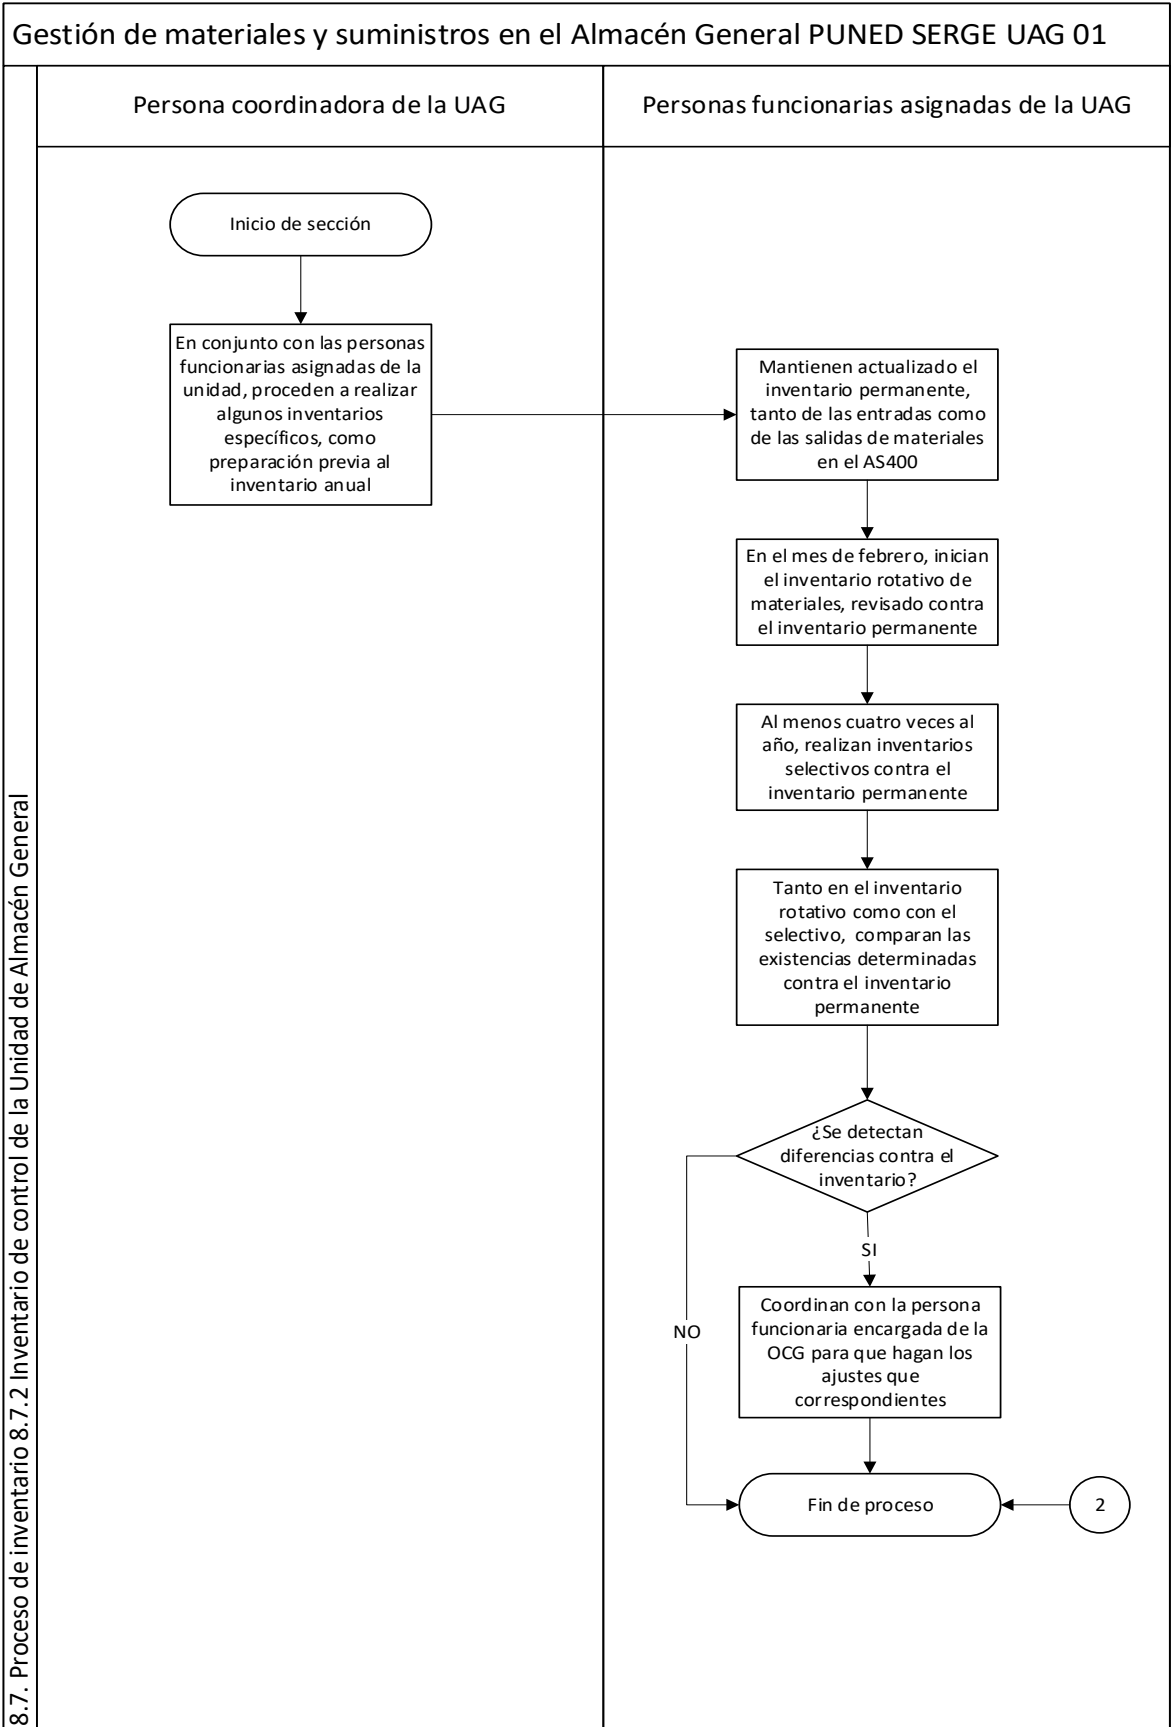 Gestión de materiales y suministros en el Almacén General PUNED SERGE UAG 01
8.7. Proceso de inventario 8.7.2 Inventario de control de la Unidad de Almacén General
Persona coordinadora de la UAG
Personas funcionarias asignadas de la UAG
Inicio de sección
En conjunto con las personas
funcionarias asignadas de la
unidad, proceden a realizar
algunos inventarios
específicos, como
preparación previa al
inventario anual
Mantienen actualizado el
inventario permanente,
tanto de las entradas como
de las salidas de materiales
en el AS400
En el mes de febrero, inician
el inventario rotativo de
materiales, revisado contra
el inventario permanente
Al menos cuatro veces al
año, realizan inventarios
selectivos contra el
inventario permanente
Tanto en el inventario
rotativo como con el
selectivo, comparan las
existencias determinadas
contra el inventario
permanente
¿Se detectan
diferencias contra el
inventario?
SI
NO
Coordinan con la persona
funcionaria encargada de la
OCG para que hagan los
ajustes que
correspondientes
Fin de proceso
2